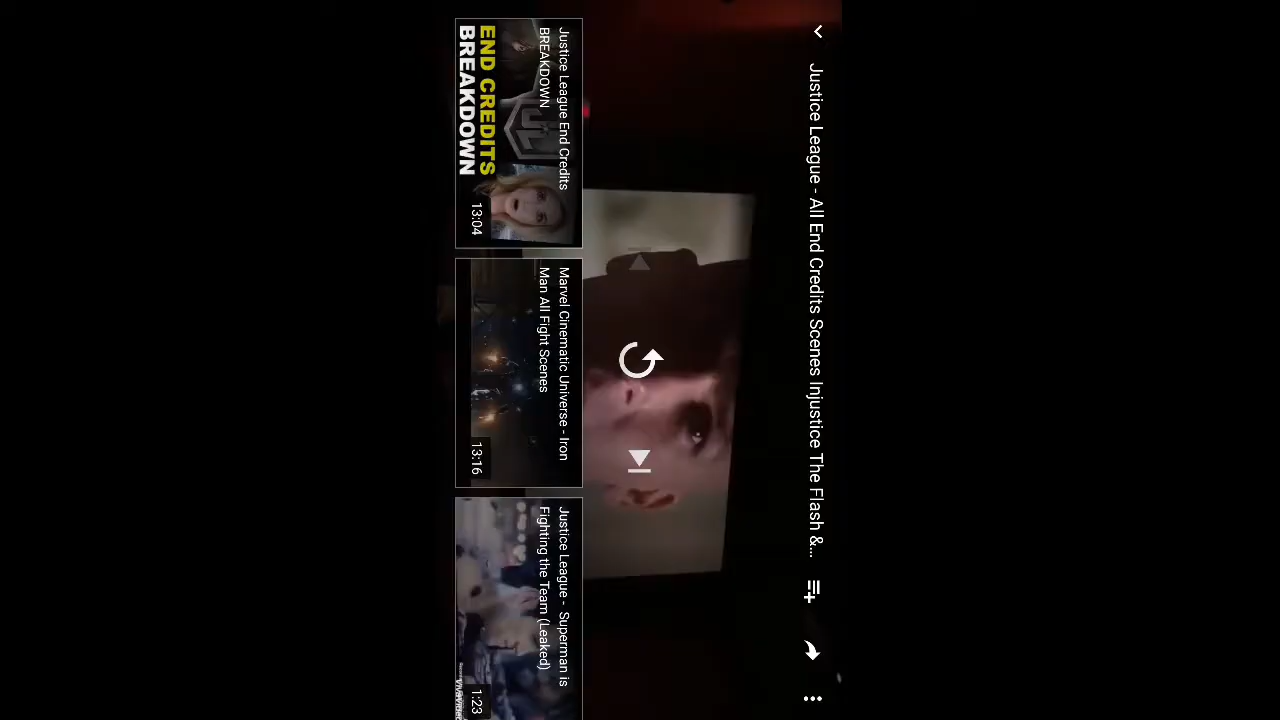 Justice League - All End Credits Scenes Injustice The Flash &...
Justice League End Credits
BREAKDOWN
END CREDITS
BREAKDOWN
13:04
Marvel Cinematic Universe - Iron
Man All Fight Scenes
13:16
Justice League - Superman is
Fighting the Team (Leaked)
1:23